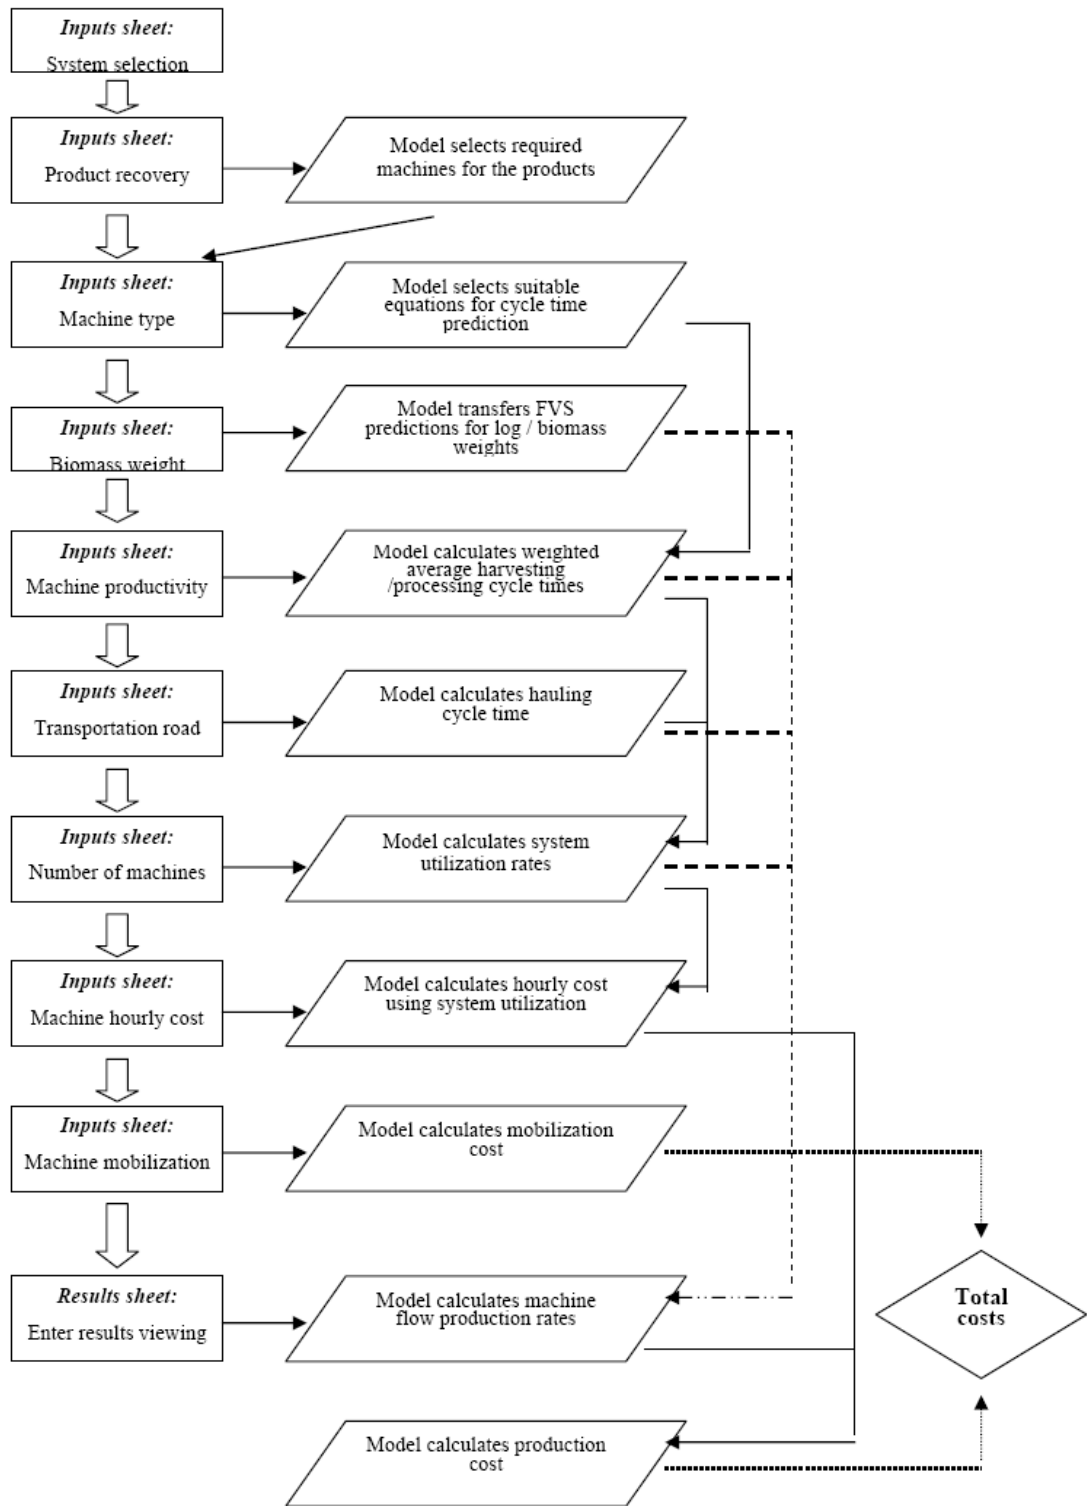 Inputs sheet:
System selection
Inputs sheet:
Product recovery
Model selects required
machines for the products
Inputs sheet:
Machine type
Model selects suitable
equations for cycle time
prediction
Inputs sheet:
Biomass weight
Model transfers FVS
predictions for log / biomass
weights
Inputs sheet:
Machine productivity
Model calculates weighted
average harvesting
/processing cycle times
Inputs sheet:
Transportation road
Model calculates hauling
cycle time
Inputs sheet:
Number of machines
Model calculates system
utilization rates
Inputs sheet:
Machine hourly cost
Model calculates hourly cost
using system utilization
Inputs sheet:
Machine mobilization
Model calculates mobilization
cost
Results sheet:
Enter results viewing
Model calculates machine
flow production rates
Total
costs
Model calculates production
cost